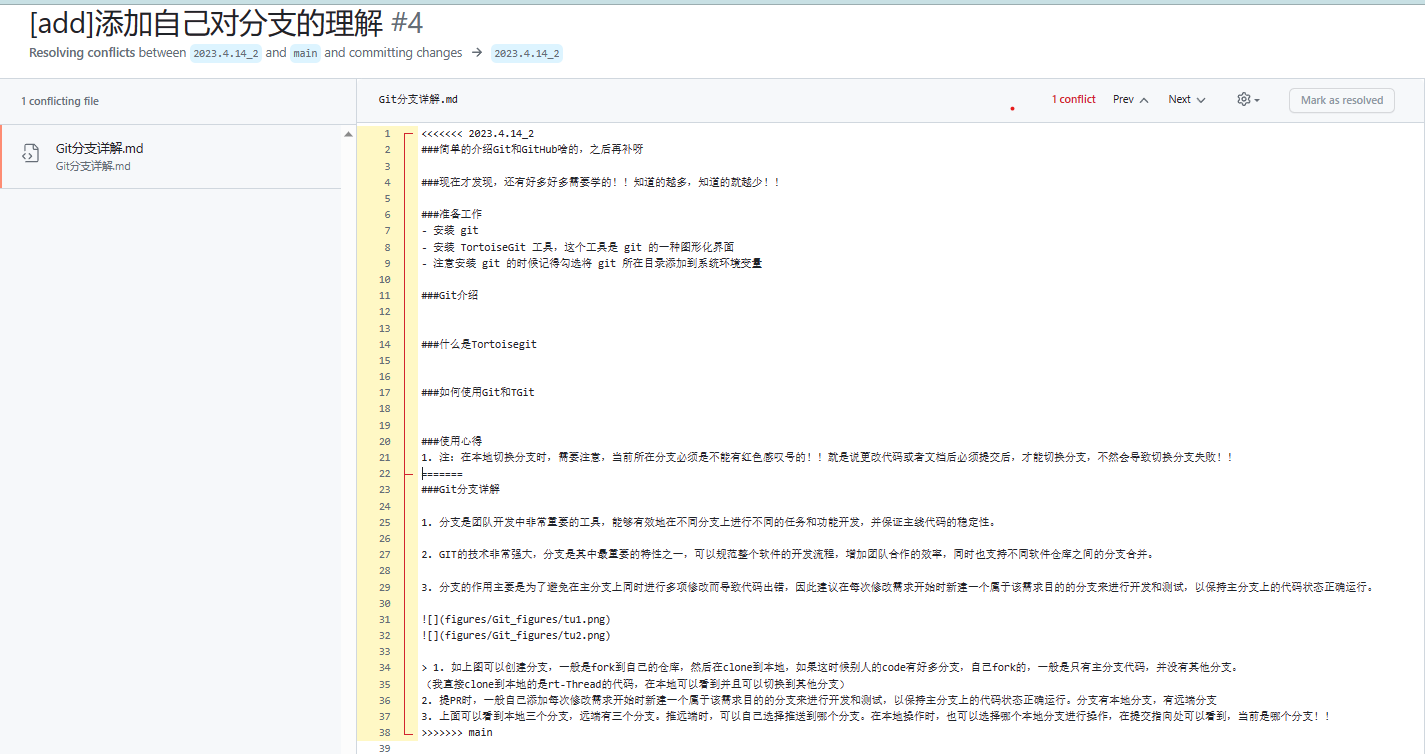 [add]添加自己对分支的理解 #4
Resolving conflicts between 2023.4.14_2 and main and committing changes → 2023.4.14_2
1 conflicting file
Git分支详解.md
1 conflict Prev Next Mark as resolved
Git分支详解.md
Git分支详解.md
1 <<<<<<< 2023.4.14_2
2 ###简单的介绍Git和GitHub啥的，之后再补呀
3
4 ###现在才发现，还有好多好多需要学的！！知道的越多，知道的就越少！！
5
6 ###准备工作
7 - 安装 git
8 - 安装 TortoiseGit 工具，这个工具是 git 的一种图形化界面
9 - 注意安装 git 的时候记得勾选将 git 所在目录添加到系统环境变量
10
11 ###Git介绍
12
13
14 ###什么是Tortoisegit
15
16
17 ###如何使用Git和TGit
18
19
20 ###使用心得
21 1. 注：在本地切换分支时，需要注意，当前所在分支必须是不能有红色感叹号的！！就是说更改代码或者文档后必须提交后，才能切换分支，不然会导致切换分支失败！！
22 =======
23 ###Git分支详解
24
25 1. 分支是团队开发中非常重要的工具，能够有效地在不同分支上进行不同的任务和功能开发，并保证主线代码的稳定性。
26
27 2. GIT的技术非常强大，分支是其中最重要的特性之一，可以规范整个软件的开发流程，增加团队合作的效率，同时也支持不同软件仓库之间的分支合并。
28
29 3. 分支的作用主要是为了避免在主分支上同时进行多项修改而导致代码出错，因此建议在每次修改需求开始时新建一个属于该需求目的的分支来进行开发和测试，以保持主分支上的代码状态正确运行。
30
31 ![](figures/Git_figures/tu1.png)
32 ![](figures/Git_figures/tu2.png)
33
34 > 1. 如上图可以创建分支，一般是fork到自己的仓库，然后在clone到本地，如果这时候别人的code有好多分支，自己fork的，一般是只有主分支代码，并没有其他分支。
35 （我直接clone到本地的是rt-Thread的代码，在本地可以看到并且可以切换到其他分支）
36 2. 提PR时，一般自己添加每次修改需求开始时新建一个属于该需求目的的分支来进行开发和测试，以保持主分支上的代码状态正确运行。分支有本地分支，有远端分支
37 3. 上面可以看到本地三个分支，远端有三个分支。推远端时，可以自己选择推送到哪个分支。在本地操作时，也可以选择哪个本地分支进行操作，在提交指向处可以看到，当前是哪个分支！！
38 >>>>>>> main
39